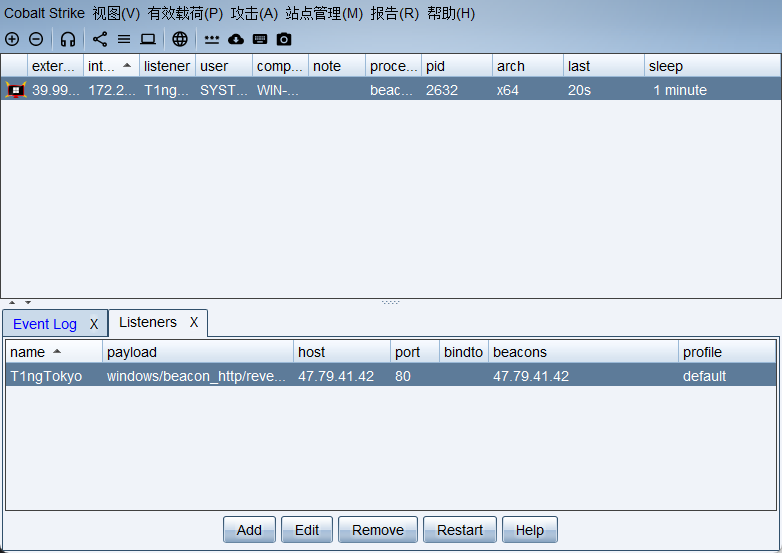 Cobalt Strike 视图(V) 有效载荷(P) 攻击(A) 站点管理(M) 报告(R) 帮助(H)
exter... int... listener user comp... note proce... pid arch last sleep
39.99... 172.2... T1ng... SYST... WIN-... beac... 2632 x64 20s 1 minute
Event Log X Listeners X
name payload host port bindto beacons profile
T1ngTokyo windows/beacon_http/reve... 47.79.41.42 80 47.79.41.42 default
Add Edit Remove Restart Help